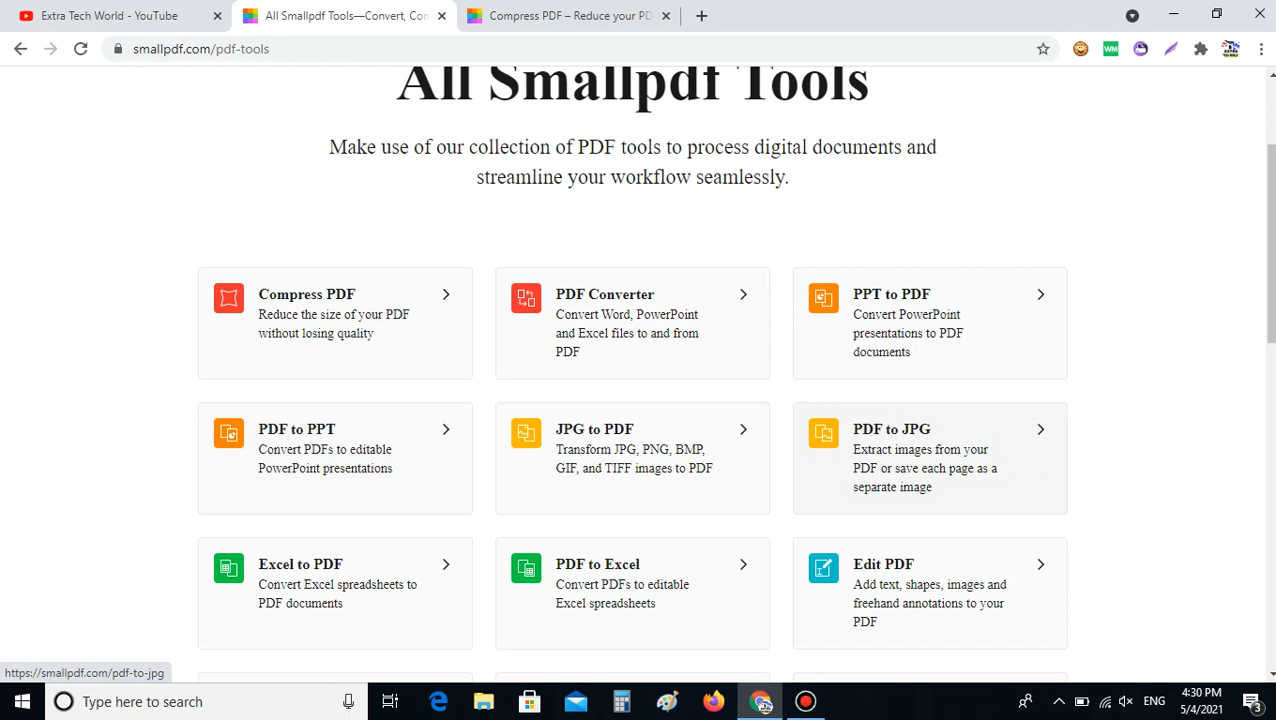 Extra Tech World - YouTube
All Smallpdf Tools—Convert, Con
Compress PDF – Reduce your PD
smallpdf.com/pdf-tools
All Smallpdf Tools
Make use of our collection of PDF tools to process digital documents and
streamline your workflow seamlessly.
Compress PDF
Reduce the size of your PDF
without losing quality
PDF Converter
Convert Word, PowerPoint
and Excel files to and from
PDF
PPT to PDF
Convert PowerPoint
presentations to PDF
documents
PDF to PPT
Convert PDFs to editable
PowerPoint presentations
JPG to PDF
Transform JPG, PNG, BMP,
GIF, and TIFF images to PDF
PDF to JPG
Extract images from your
PDF or save each page as a
separate image
Excel to PDF
Convert Excel spreadsheets to
PDF documents
PDF to Excel
Convert PDFs to editable
Excel spreadsheets
Edit PDF
Add text, shapes, images and
freehand annotations to your
PDF
https://smallpdf.com/pdf-to-jpg
Type here to search
ENG
4:30 PM
5/4/2021
3
WM